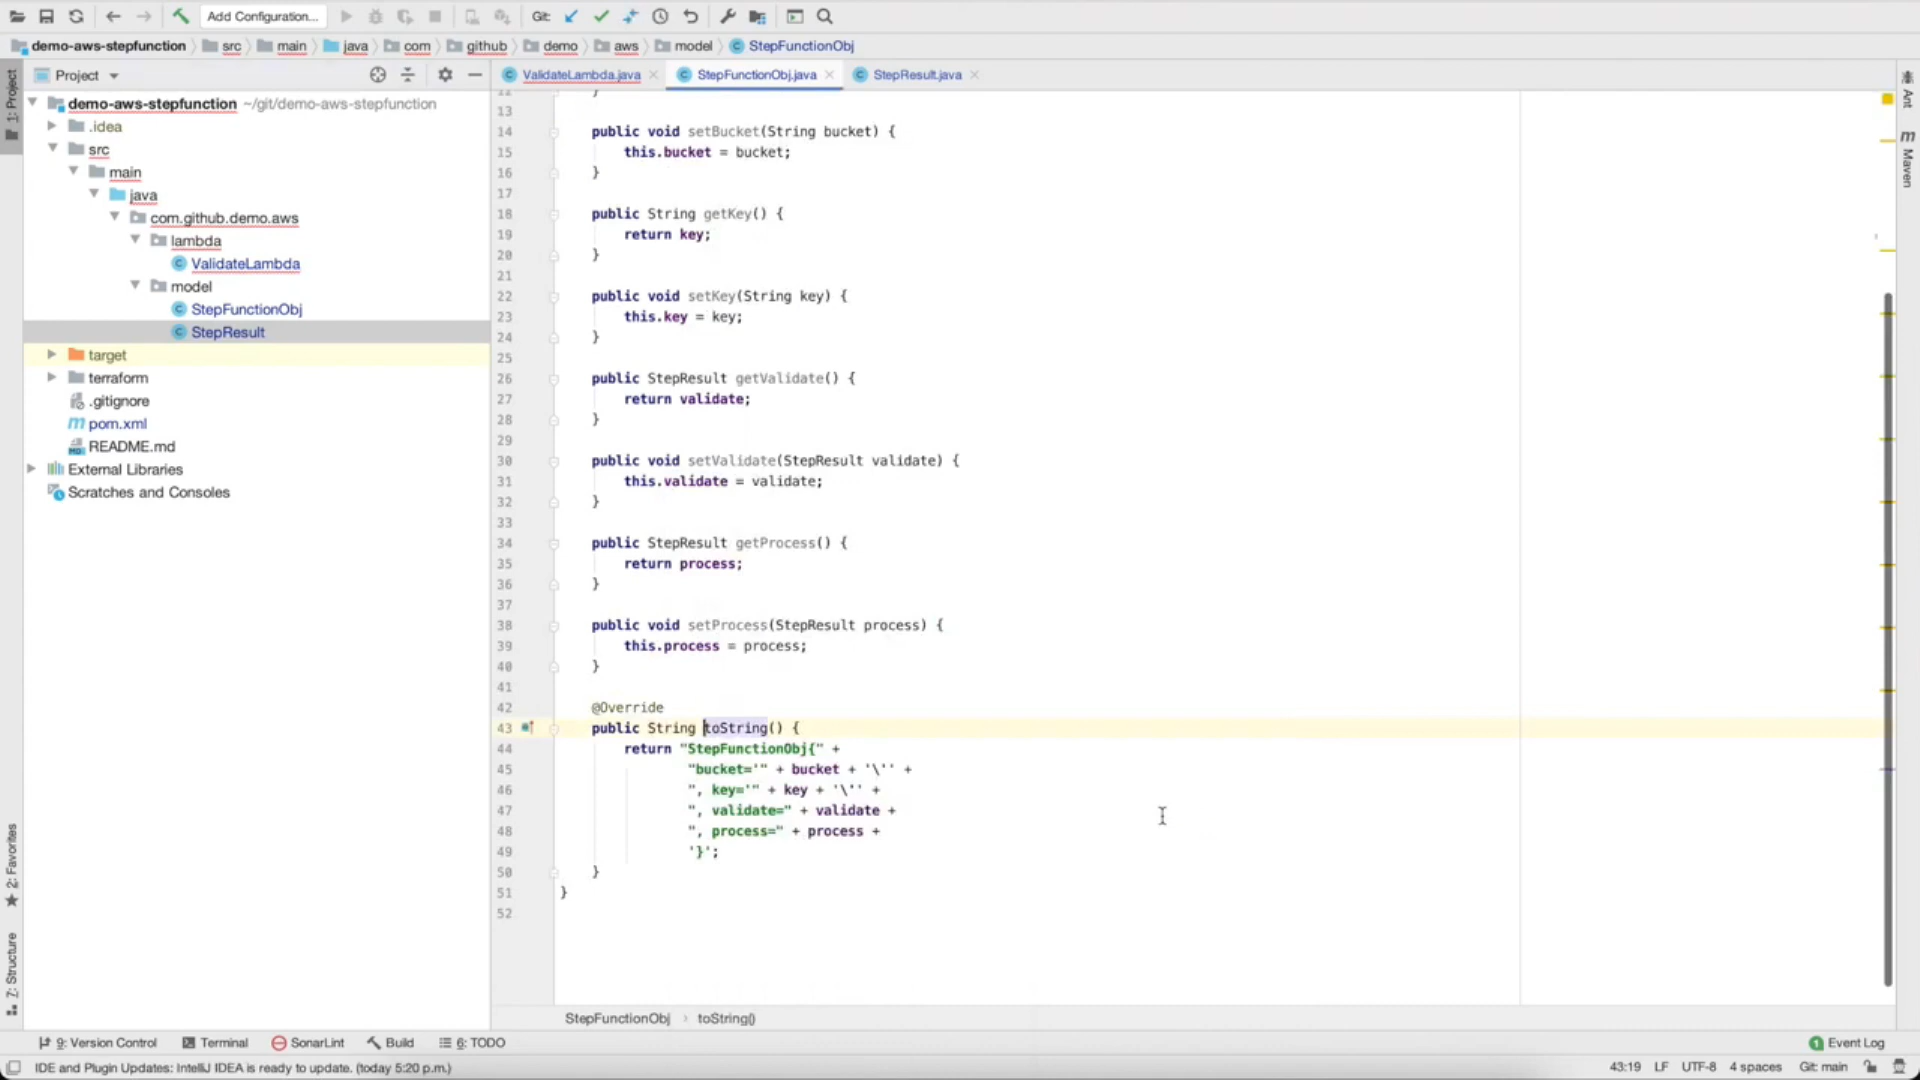 Add Configuration...
Git:
demo-aws-stepfunction
src
main
java
com
github
demo
aws
model
StepFunctionObj
1: Project
Project
ValidateLambda.java
StepFunctionObj.java
StepResult.java
demo-aws-stepfunction ~/git/demo-aws-stepfunction
.idea
src
main
java
com.github.demo.aws
lambda
ValidateLambda
model
StepFunctionObj
StepResult
target
terraform
.gitignore
pom.xml
README.md
External Libraries
Scratches and Consoles
13
14 public void setBucket(String bucket) {
15 this.bucket = bucket;
16 }
17
18 public String getKey() {
19 return key;
20 }
21
22 public void setKey(String key) {
23 this.key = key;
24 }
25
26 public StepResult getValidate() {
27 return validate;
28 }
29
30 public void setValidate(StepResult validate) {
31 this.validate = validate;
32 }
33
34 public StepResult getProcess() {
35 return process;
36 }
37
38 public void setProcess(StepResult process) {
39 this.process = process;
40 }
41
42 @Override
43 public String toString() {
44 return "StepFunctionObj{" +
45 "bucket='" + bucket + '\'' +
46 ", key='" + key + '\'' +
47 ", validate=" + validate +
48 ", process=" + process +
49 '}';
50 }
51 }
52
StepFunctionObj
toString()
Ant
m
Maven
2: Favorites
7: Structure
9: Version Control
Terminal
SonarLint
Build
6: TODO
1 Event Log
IDE and Plugin Updates: IntelliJ IDEA is ready to update. (today 5:20 p.m.)
43:19
LF
UTF-8
4 spaces
Git: main